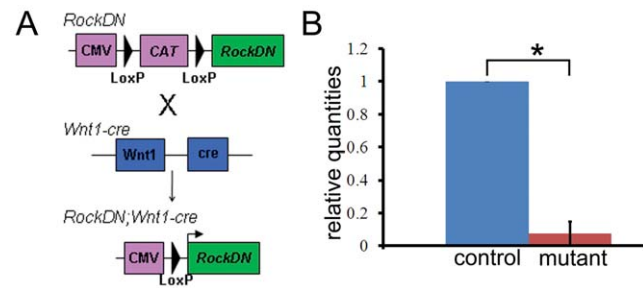 A
RockDN
CMV CAT RockDN
LoxP LoxP
X
Wnt1-cre
Wnt1 cre
RockDN;Wnt1-cre
CMV RockDN
LoxP
B
relative quantities
1.2
*
1
0.8
0.6
0.4
0.2
0
control mutant